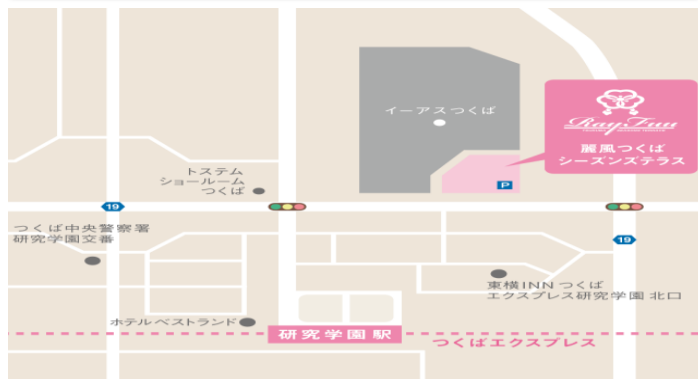 イーアスつくば
RayFuu
麗風つくば
シーズンズテラス
P
トステム
ショールーム
つくば
19
つくば中央警察署
研究学園交番
19
東横INN つくば
エクスプレス研究学園 北口
ホテルベストランド
研究学園駅
つくばエクスプレス